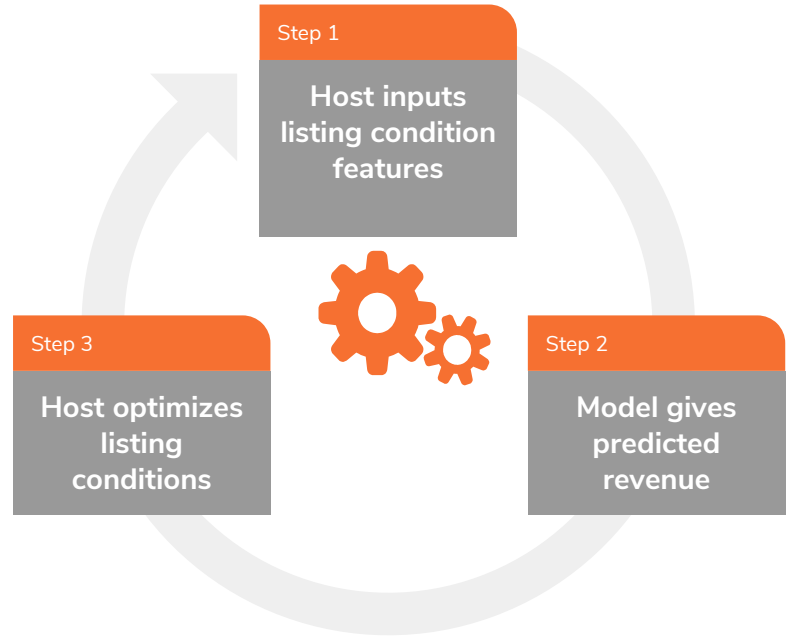 Step 1
Host inputs
listing condition
features
Step 2
Model gives
predicted
revenue
Step 3
Host optimizes
listing
conditions